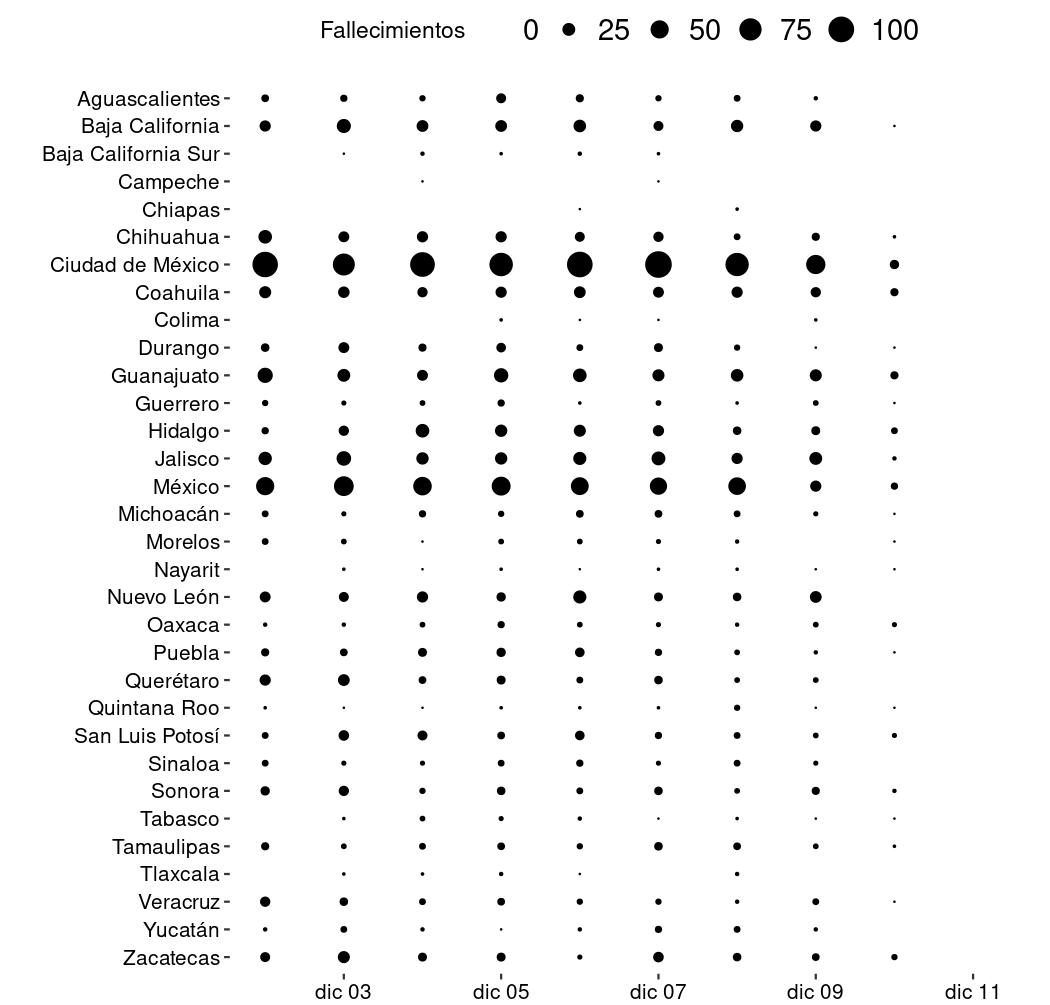 Fallecimientos 0 25 50 75 100
Aguascalientes
Baja California
Baja California Sur
Campeche
Chiapas
Chihuahua
Ciudad de México
Coahuila
Colima
Durango
Guanajuato
Guerrero
Hidalgo
Jalisco
México
Michoacán
Morelos
Nayarit
Nuevo León
Oaxaca
Puebla
Querétaro
Quintana Roo
San Luis Potosí
Sinaloa
Sonora
Tabasco
Tamaulipas
Tlaxcala
Veracruz
Yucatán
Zacatecas
dic 03 dic 05 dic 07 dic 09 dic 11